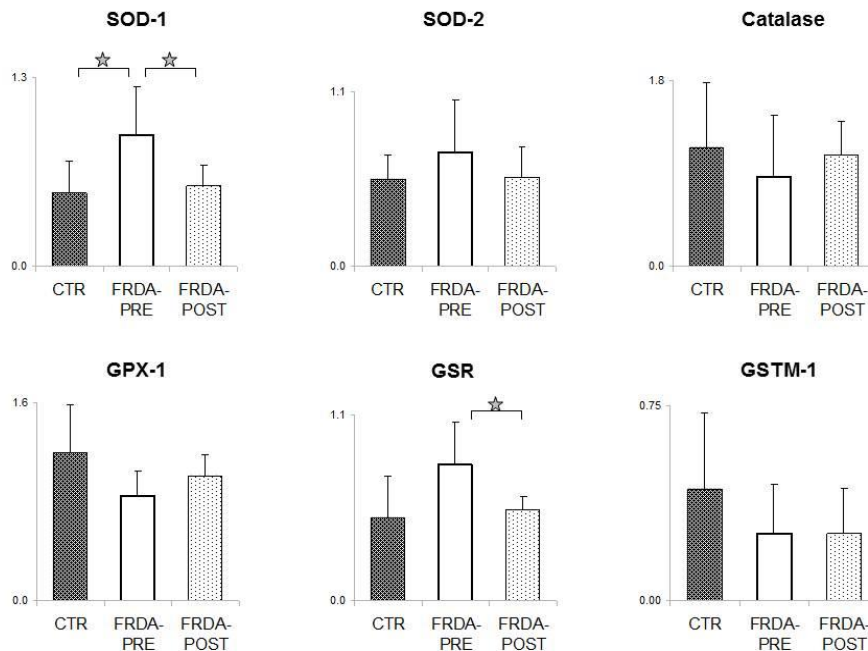 SOD-1
1.3
0.0
CTR
FRDA-
PRE
FRDA-
POST
SOD-2
1.1
0.0
CTR
FRDA-
PRE
FRDA-
POST
Catalase
1.8
0.0
CTR
FRDA-
PRE
FRDA-
POST
GPX-1
1.6
0.0
CTR
FRDA-
PRE
FRDA-
POST
GSR
1.1
0.0
CTR
FRDA-
PRE
FRDA-
POST
GSTM-1
0.75
0.00
CTR
FRDA-
PRE
FRDA-
POST